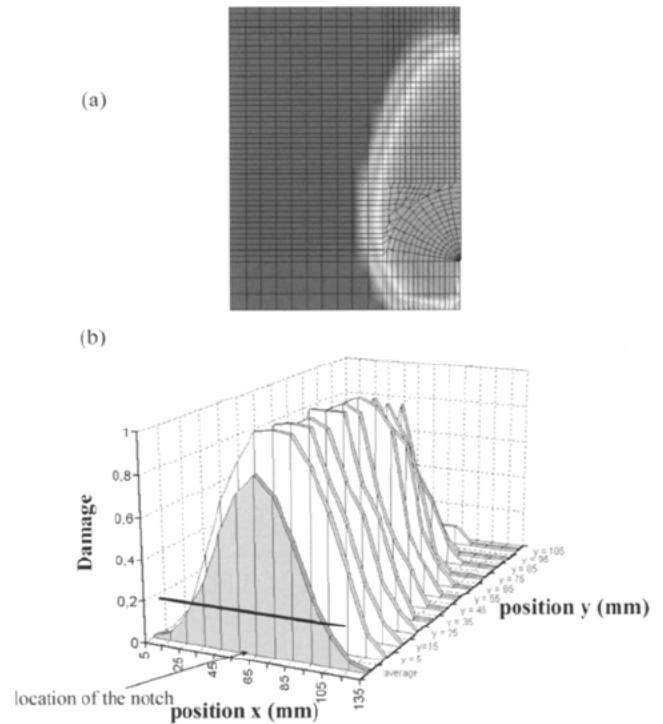 (a)
(b)
Damage
1
0,8
0,6
0,4
0,2
0
5
25
45
65
85
105
135
position x (mm)
location of the notch
average
y = 5
y=15
y = 25
y = 35
y = 45
y = 55
y = 65
y = 75
y = 85
y = 95
y = 105
position y (mm)